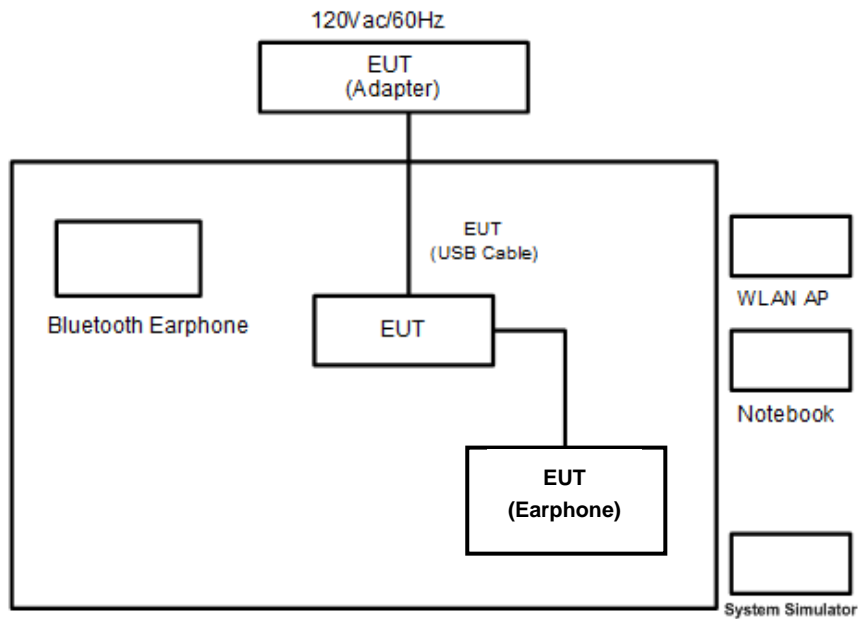 120Vac/60Hz
EUT
(Adapter)
EUT
(USB Cable)
Bluetooth Earphone
EUT
WLAN AP
Notebook
EUT
(Earphone)
System Simulator